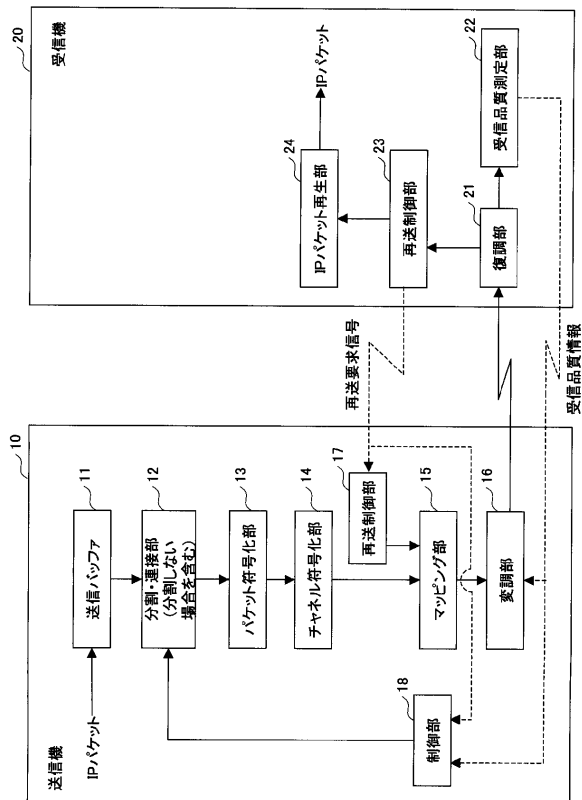 送信機
10
IPパケット
11
送信バッファ
12
分割・連接部
(分割しない
場合を含む)
13
パケット符号化部
14
チャネル符号化部
17
再送制御部
15
マッピング部
16
変調部
18
制御部
再送要求信号
受信品質情報
20
受信機
24
IPパケット再生部
IPパケット
23
再送制御部
21
復調部
22
受信品質測定部